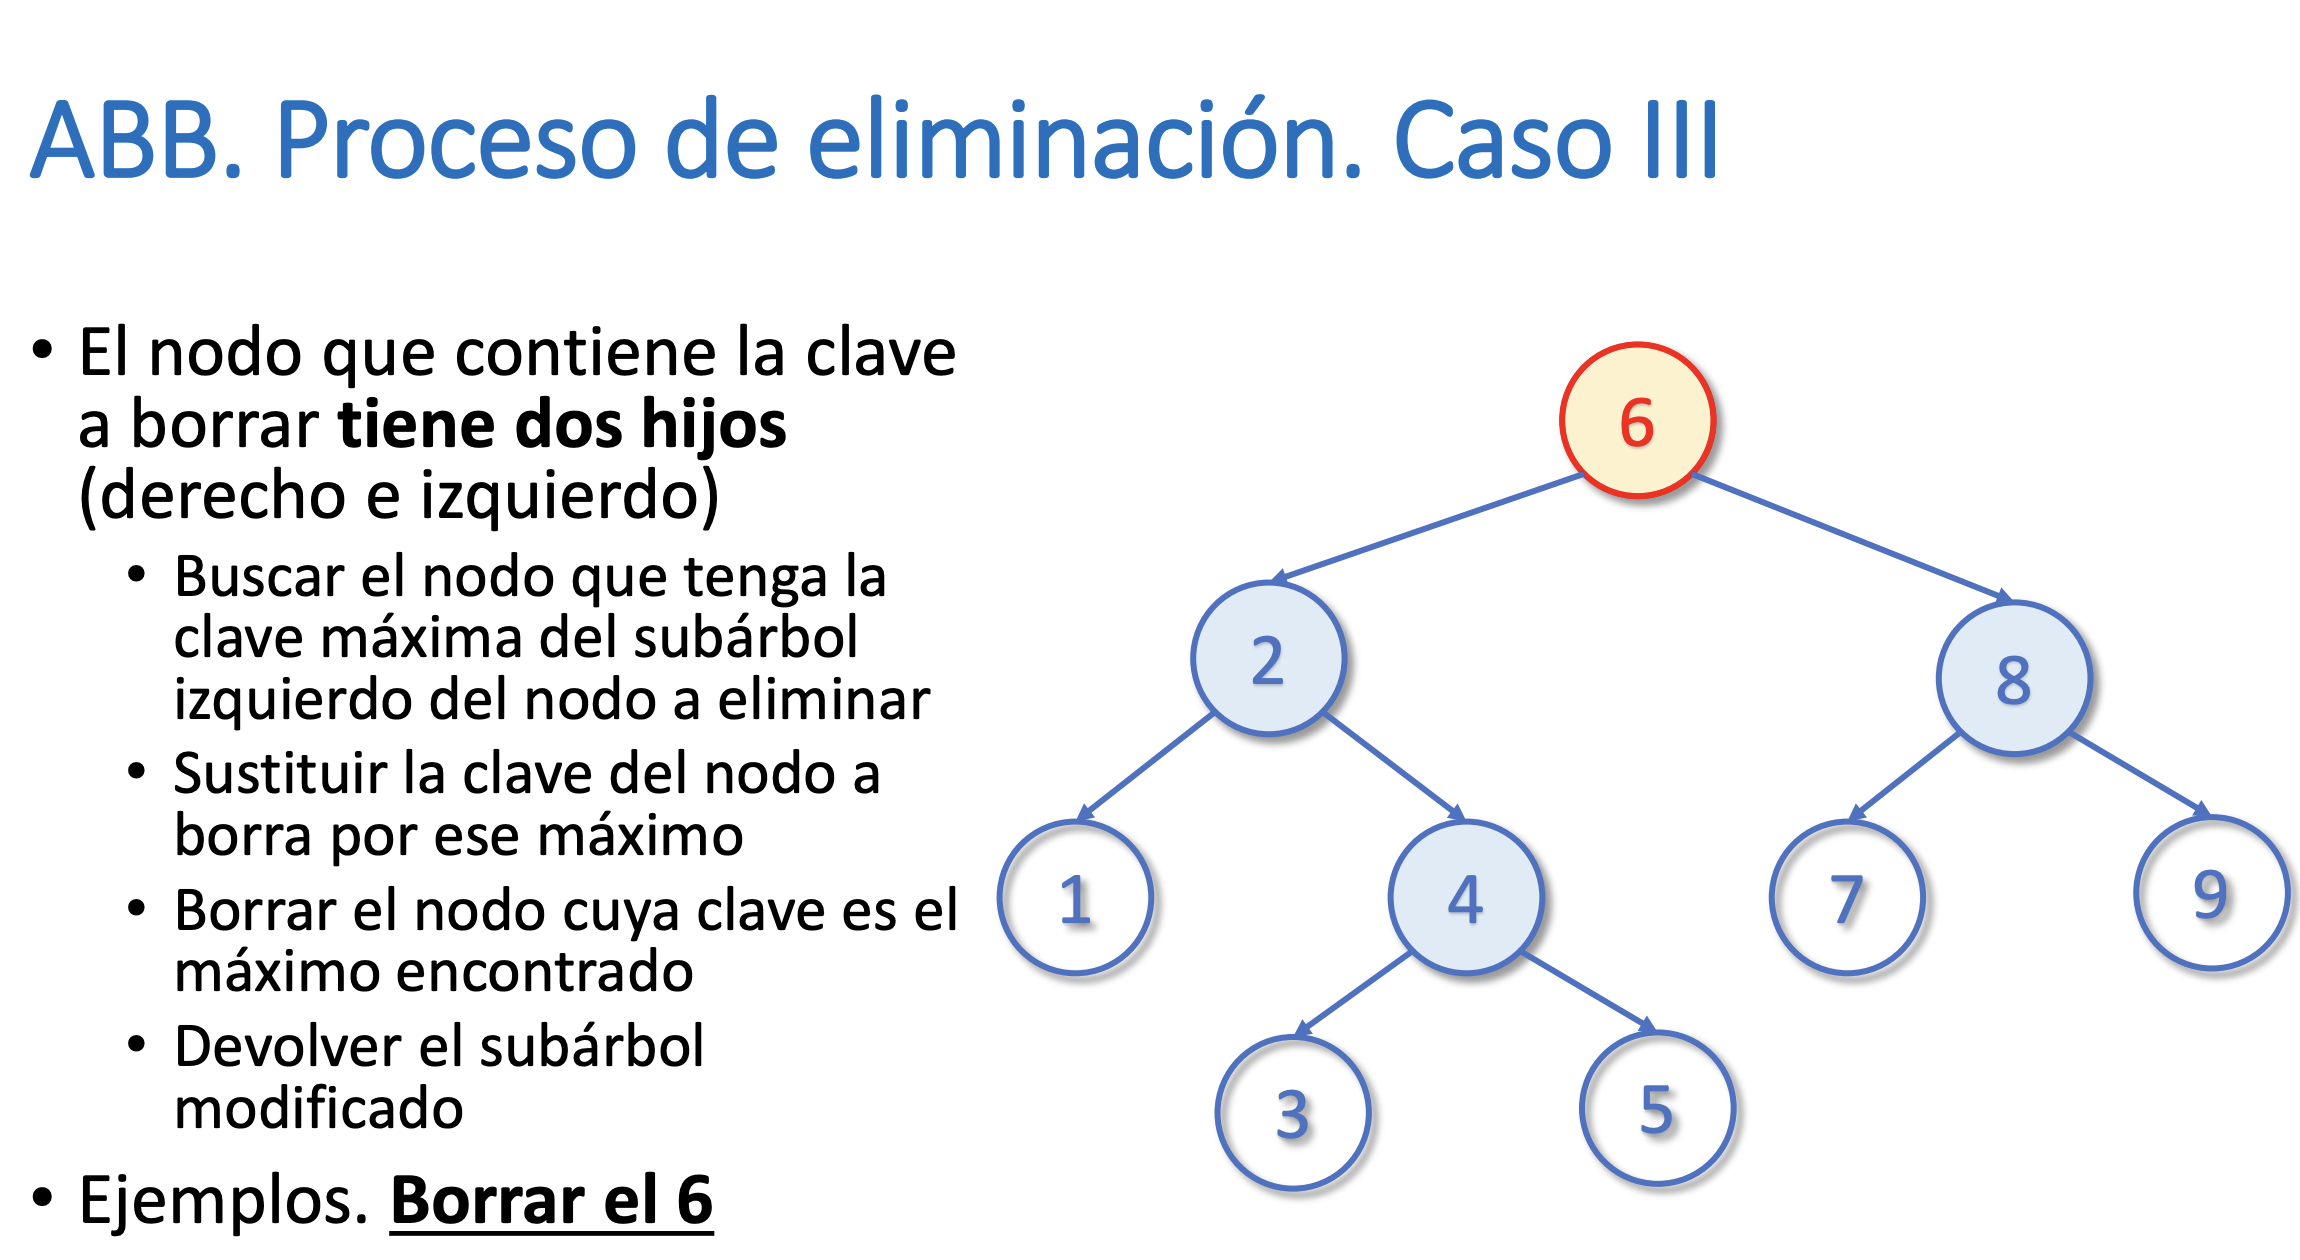 ABB. Proceso de eliminación. Caso III
• El nodo que contiene la clave
a borrar tiene dos hijos
(derecho e izquierdo)
• Buscar el nodo que tenga la
clave máxima del subárbol
izquierdo del nodo a eliminar
• Sustituir la clave del nodo a
borra por ese máximo
• Borrar el nodo cuya clave es el
máximo encontrado
• Devolver el subárbol
modificado
• Ejemplos. Borrar el 6
6
2
8
1
4
7
9
3
5